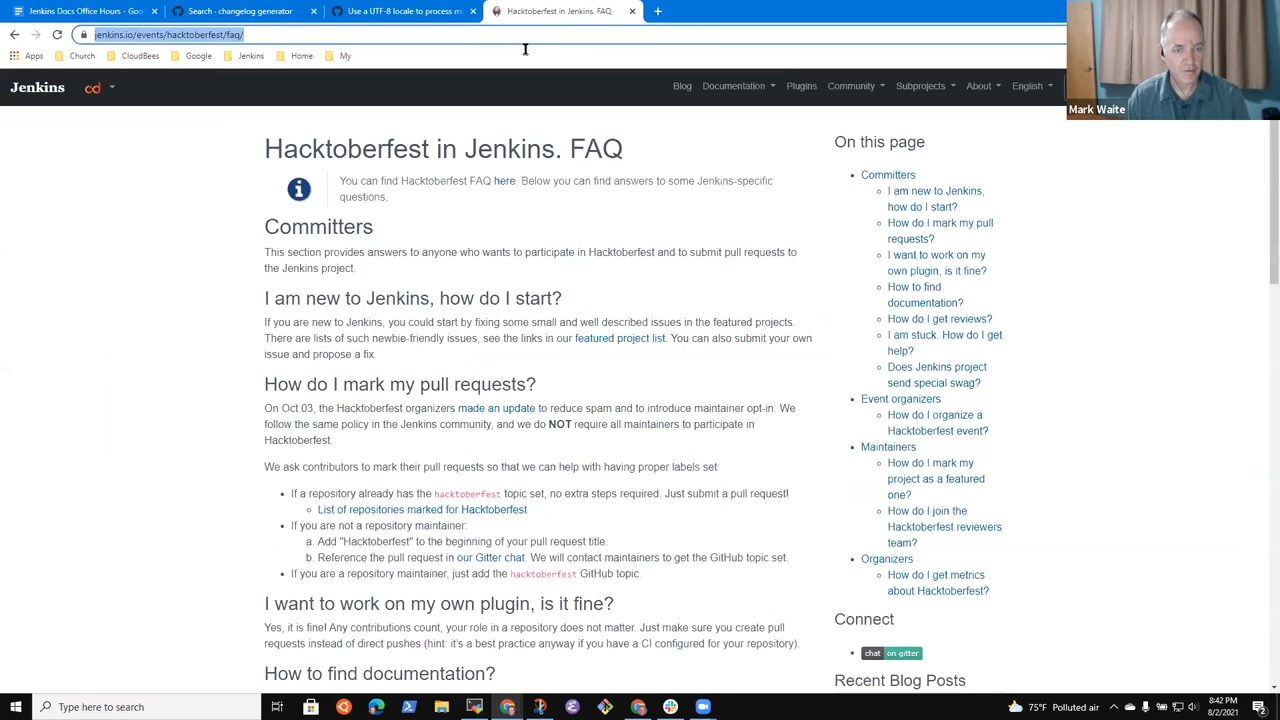 Jenkins Docs Office Hours - Goo
Search · changelog generator
Use a UTF-8 locale to process m
Hacktoberfest in Jenkins. FAQ
jenkins.io/events/hacktoberfest/faq/
Apps
Church
CloudBees
Google
Jenkins
Home
My
Jenkins
cd
Blog
Documentation
Plugins
Community
Subprojects
About
English
Mark Waite
Hacktoberfest in Jenkins. FAQ
You can find Hacktoberfest FAQ here Below you can find answers to some Jenkins-specific
questions.
Committers
This section provides answers to anyone who wants to participate in Hacktoberfest and to submit pull requests to
the Jenkins project.
I am new to Jenkins, how do I start?
If you are new to Jenkins, you could start by fixing some small and well described issues in the featured projects.
There are lists of such newbie-friendly issues, see the links in our featured project list. You can also submit your own
issue and propose a fix.
How do I mark my pull requests?
On Oct 03, the Hacktoberfest organizers made an update to reduce spam and to introduce maintainer opt-in. We
follow the same policy in the Jenkins community, and we do NOT require all maintainers to participate in
Hacktoberfest.
We ask contributors to mark their pull requests so that we can help with having proper labels set:
If a repository already has the hacktoberfest topic set, no extra steps required. Just submit a pull request!
List of repositories marked for Hacktoberfest
If you are not a repository maintainer:
a. Add "Hacktoberfest" to the beginning of your pull request title.
b. Reference the pull request in our Gitter chat. We will contact maintainers to get the GitHub topic set.
If you are a repository maintainer, just add the hacktoberfest GitHub topic.
I want to work on my own plugin, is it fine?
Yes, it is fine! Any contributions count, your role in a repository does not matter. Just make sure you create pull
requests instead of direct pushes (hint: it's a best practice anyway if you have a CI configured for your repository).
How to find documentation?
On this page
Committers
I am new to Jenkins,
how do I start?
How do I mark my pull
requests?
I want to work on my
own plugin, is it fine?
How to find
documentation?
How do I get reviews?
I am stuck. How do I get
help?
Does Jenkins project
send special swag?
Event organizers
How do I organize a
Hacktoberfest event?
Maintainers
How do I mark my
project as a featured
one?
How do I join the
Hacktoberfest reviewers
team?
Organizers
How do I get metrics
about Hacktoberfest?
Connect
chat on gitter
Recent Blog Posts
Type here to search
75°F Polluted air
8:42 PM
8/2/2021
2